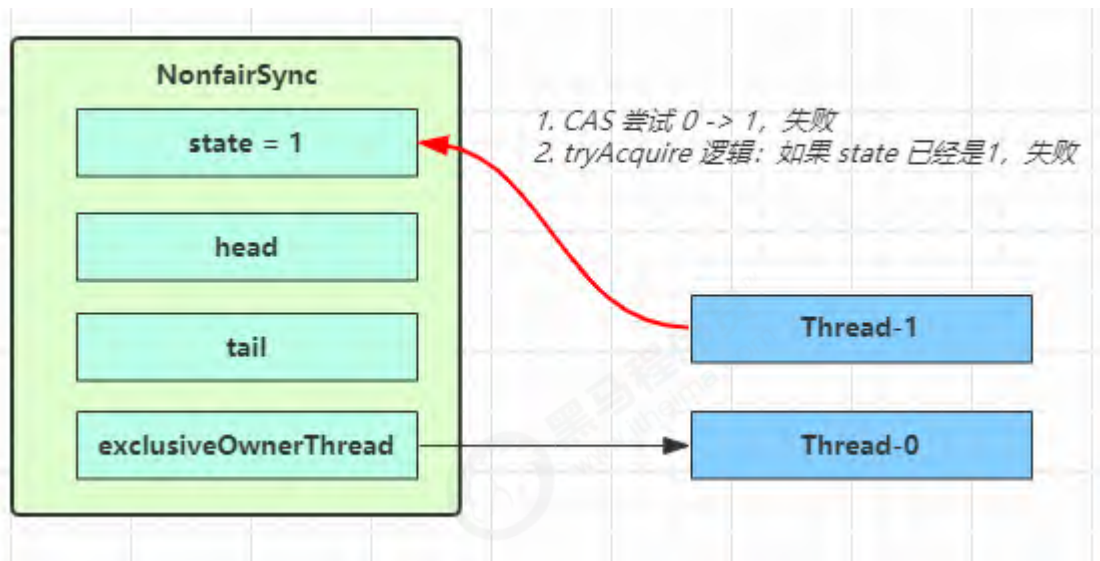 NonfairSync
state = 1
head
tail
exclusiveOwnerThread
1. CAS 尝试 0 -> 1, 失败
2. tryAcquire 逻辑: 如果 state 已经是1, 失败
Thread-1
Thread-0